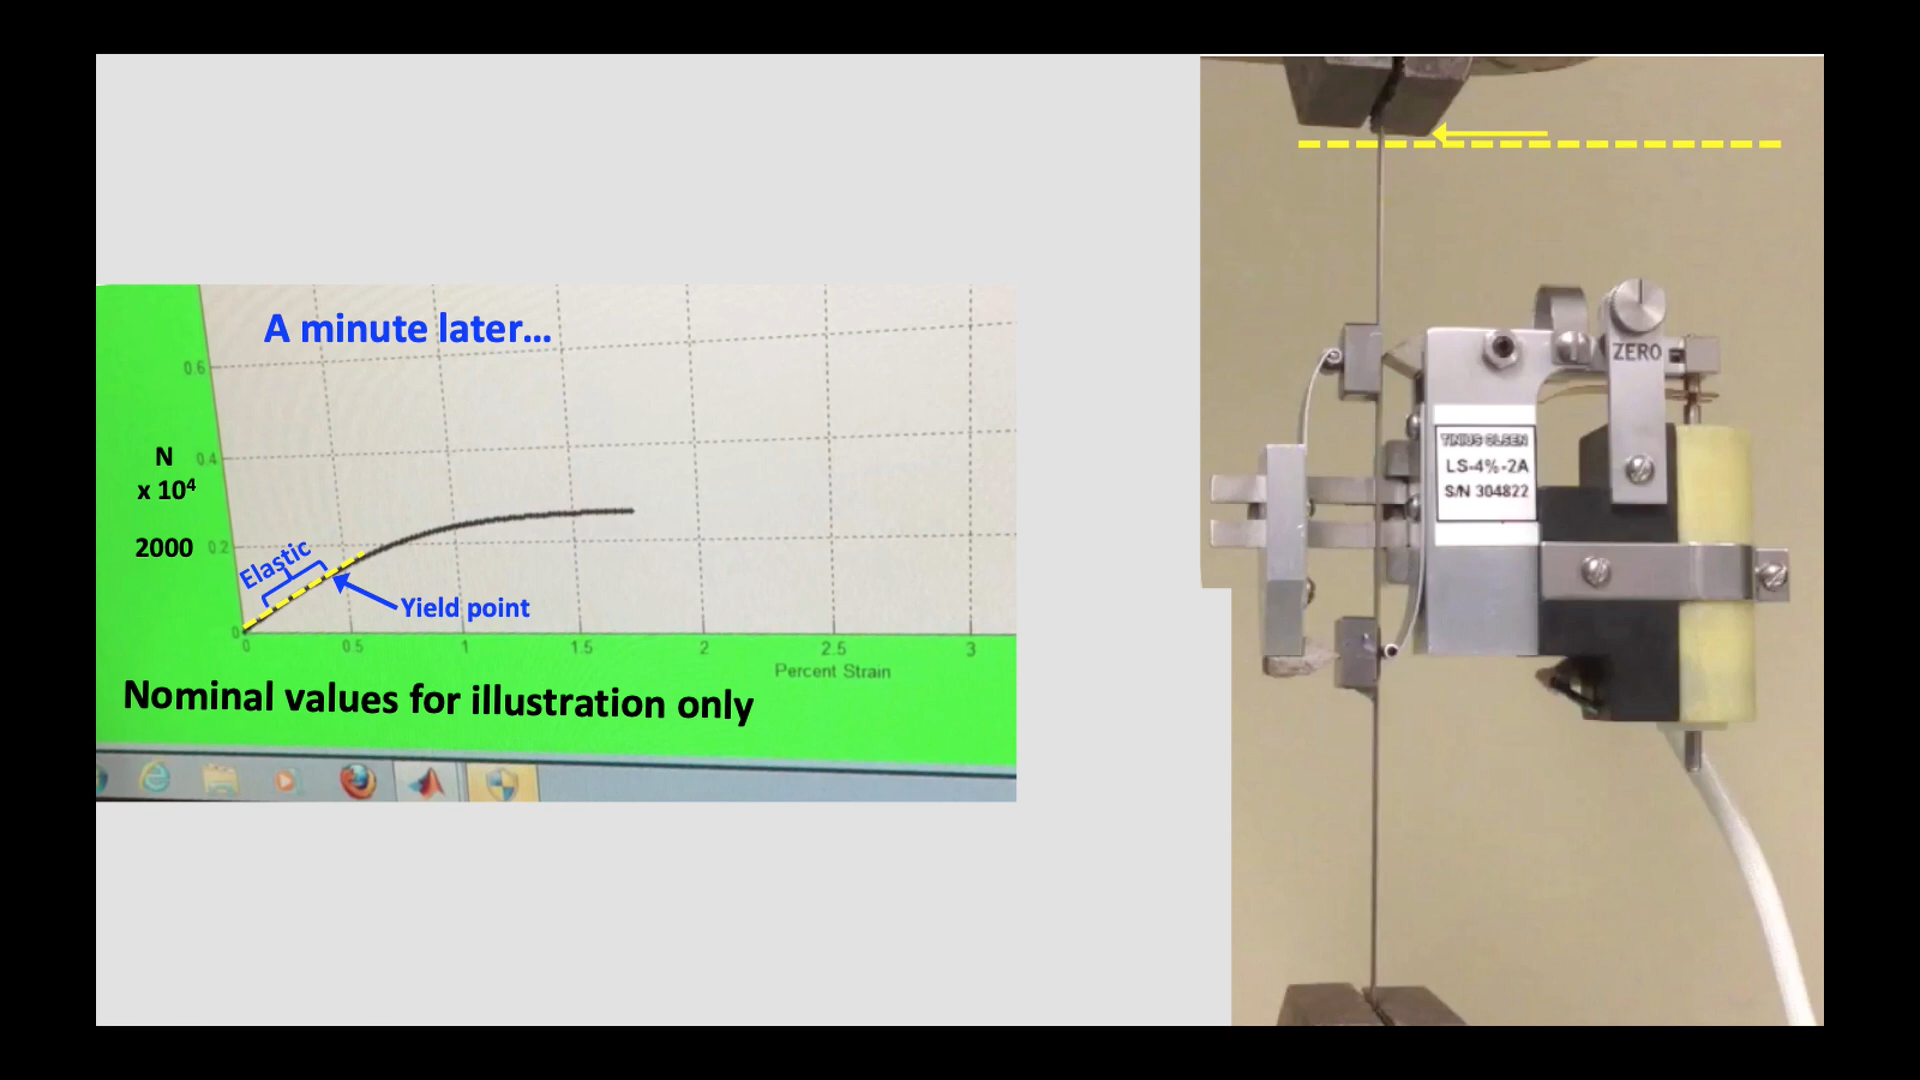 A minute later...
0.6
N
x 10⁴
0.4
2000
0.2
Elastic
Yield point
0
0
0.5
1
1.5
2
2.5
3
Percent Strain
Nominal values for illustration only
ZERO
TINIUS OLSEN
LS-4%-2A
S/N 304822